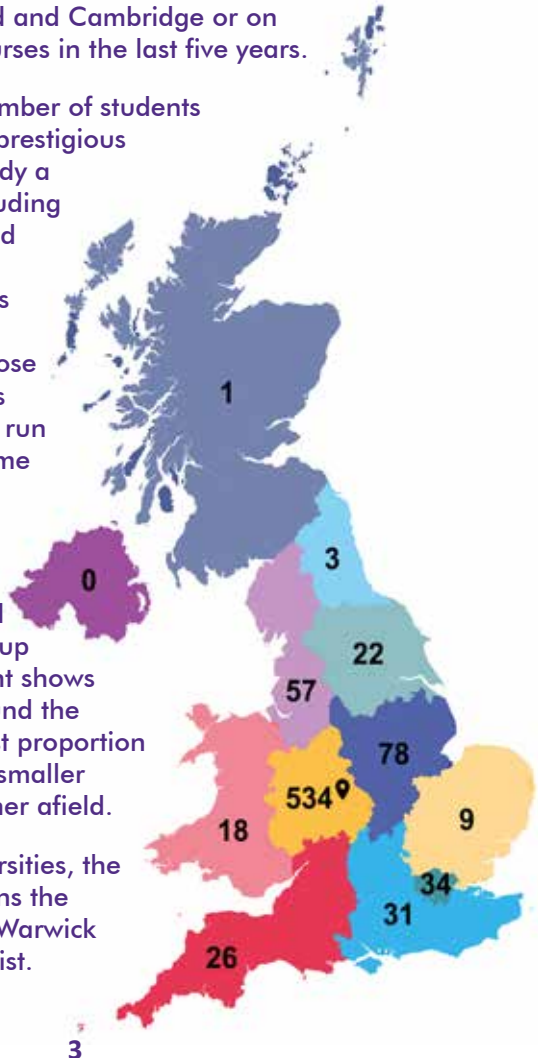 d and Cambridge or on
urses in the last five years.
mber of students
prestigious
dy a
uding
d
s
ose
s
run
me
up
nt shows
und the
st proportion
smaller
her afield.
rsities, the
ns the
Warwick
ist.
1
0
3
22
57
78
534
18
9
34
31
26
3